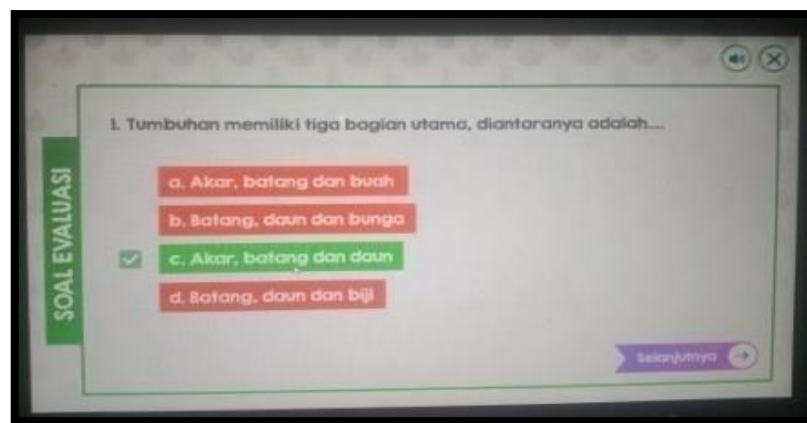 SOAL EVALUASI
1. Tumbuhan memiliki tiga bagian utama, diantaranya adalah....
a. Akar, batang dan buah
b. Batang, daun dan bunga
c. Akar, batang dan daun
d. Batang, daun dan biji
Selanjutnya